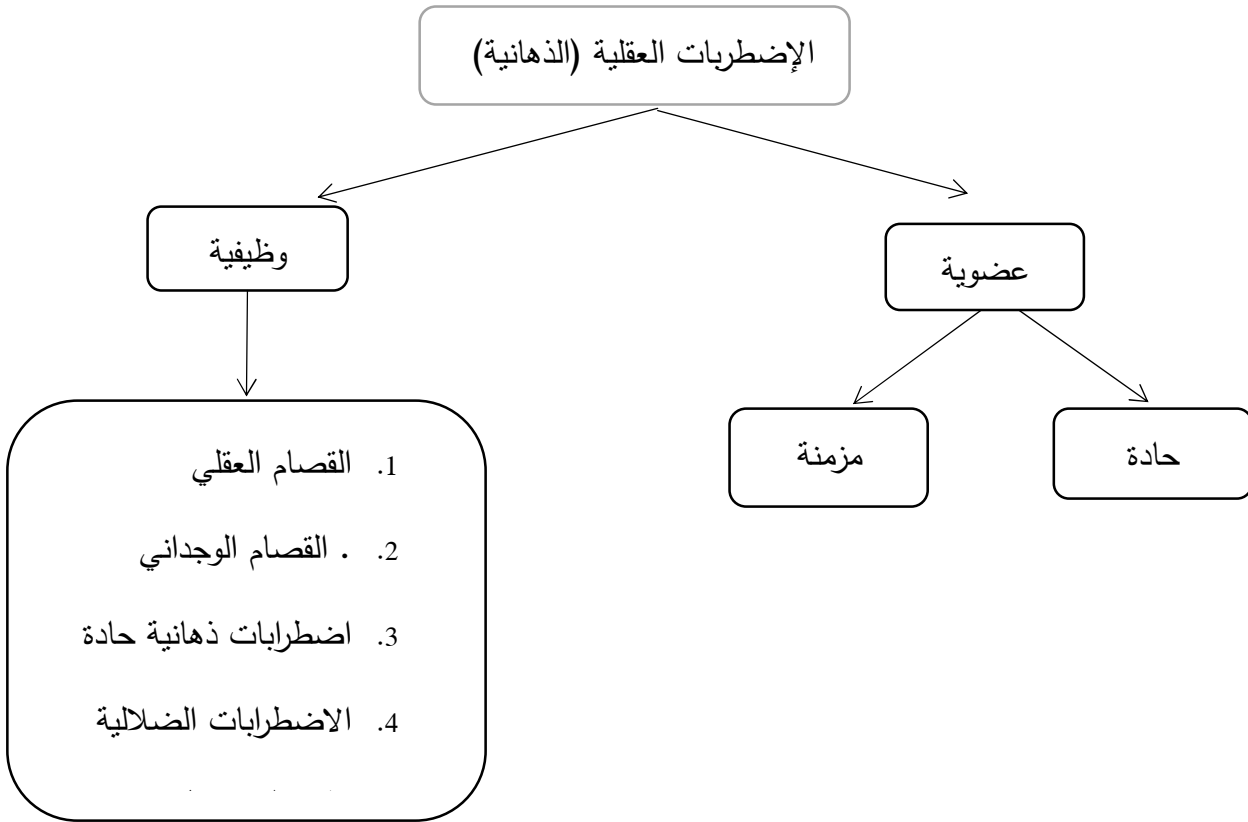 الإضطربات العقلية (الذهانية)
عضوية
وظيفية
حادة
مزمنة
1. القصام العقلي
2. . القصام الوجداني
3. اضطرابات ذهانية حادة
4. الاضطرابات الضلالية